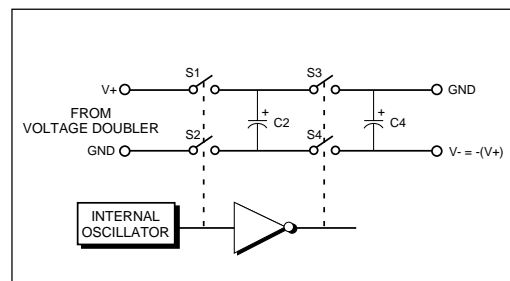 S1
S3
V+
GND
+
C2
+
C4
FROM
VOLTAGE DOUBLER
S2
S4
GND
V- = -(V+)
INTERNAL
OSCILLATOR